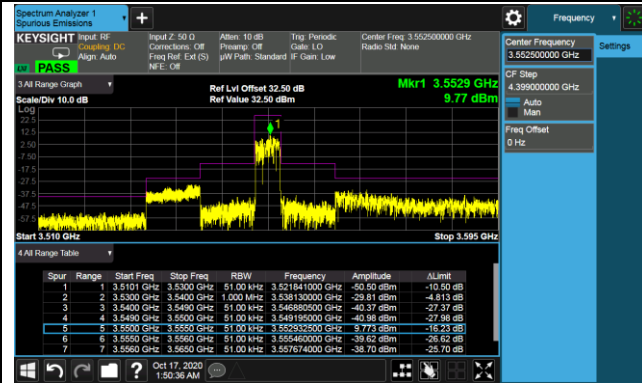 Spectrum Analyzer 1
Spurious Emissions
Frequency
KEYSIGHT
Input: RF
Coupling: DC
Align: Auto
Input Z: 50 Ω
Corrections: Off
Freq Ref: Ext (S)
NFE: Off
Atten: 10 dB
Preamp: Off
µW Path: Standard
Trig: Periodic
Gate: LO
IF Gain: Low
Center Freq: 3.552500000 GHz
Radio Std: None
PASS
Center Frequency
3.552500000 GHz
Settings
CF Step
4.399000000 GHz
Auto
Man
Freq Offset
0 Hz
3 All Range Graph
Scale/Div 10.0 dB
Ref Lvl Offset 32.50 dB
Ref Value 32.50 dBm
Mkr1 3.5529 GHz
9.77 dBm
Log
22.5
12.5
2.50
-7.50
-17.5
-27.5
-37.5
-47.5
-57.5
1
Start 3.510 GHz
Stop 3.595 GHz
4 All Range Table
Spur Range Start Freq Stop Freq RBW Frequency Amplitude ΔLimit
1 1 3.5101 GHz 3.5300 GHz 51.00 kHz 3.521841000 GHz -50.50 dBm -10.50 dB
2 2 3.5300 GHz 3.5400 GHz 1.000 MHz 3.538130000 GHz -29.81 dBm -4.813 dB
3 3 3.5400 GHz 3.5490 GHz 51.00 kHz 3.546880500 GHz -40.37 dBm -27.37 dB
4 4 3.5490 GHz 3.5500 GHz 51.00 kHz 3.549195000 GHz -40.98 dBm -27.98 dB
5 5 3.5500 GHz 3.5550 GHz 51.00 kHz 3.552932500 GHz 9.773 dBm -16.23 dB
6 6 3.5550 GHz 3.5560 GHz 51.00 kHz 3.555460000 GHz -39.62 dBm -26.62 dB
7 7 3.5560 GHz 3.5650 GHz 51.00 kHz 3.557674000 GHz -38.70 dBm -25.70 dB
Oct 17, 2020
1:50:36 AM